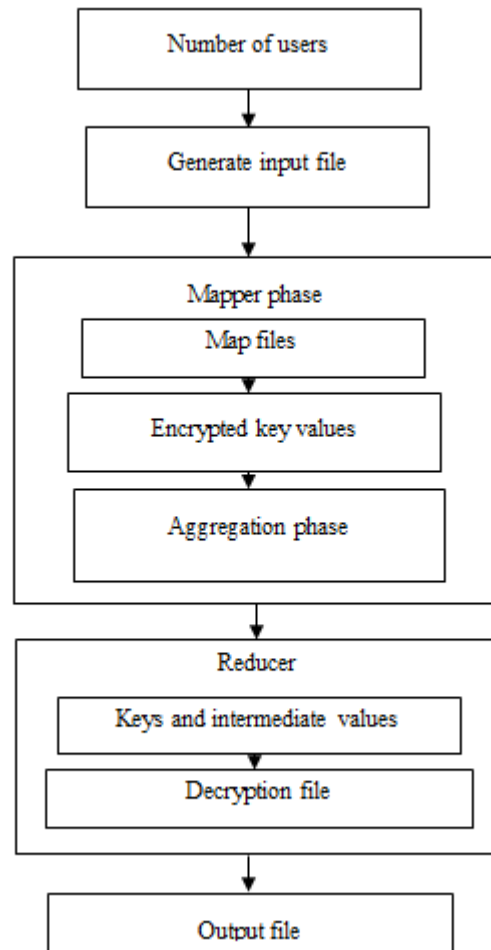 Number of users
Generate input file
Mapper phase
Map files
Encrypted key values
Aggregation phase
Reducer
Keys and intermediate values
Decryption file
Output file